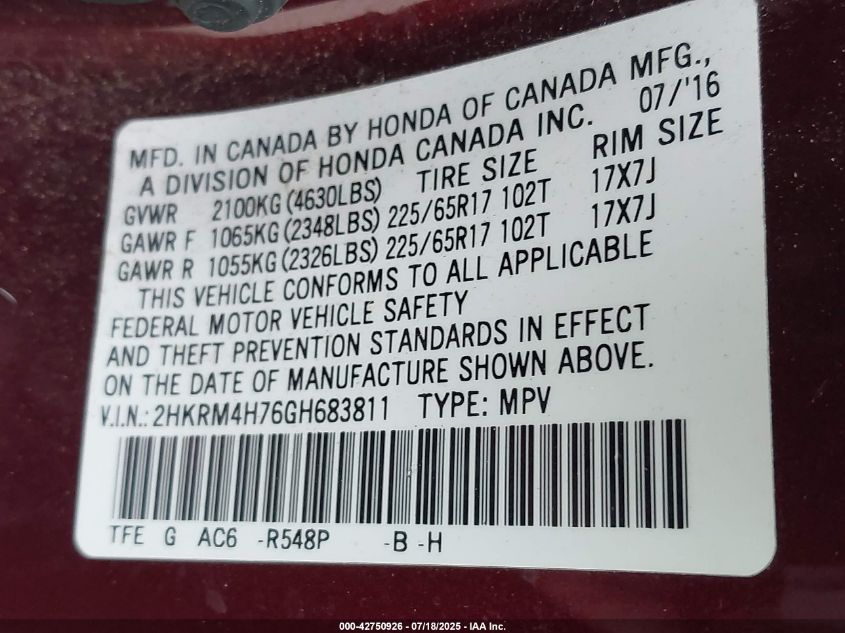 MFD. IN CANADA BY HONDA OF CANADA MFG.,
A DIVISION OF HONDA CANADA INC. 07/'16
GVWR 2100KG (4630LBS) TIRE SIZE RIM SIZE
GAWR F 1065KG (2348LBS) 225/65R17 102T 17X7J
GAWR R 1055KG (2326LBS) 225/65R17 102T 17X7J
THIS VEHICLE CONFORMS TO ALL APPLICABLE
FEDERAL MOTOR VEHICLE SAFETY
AND THEFT PREVENTION STANDARDS IN EFFECT
ON THE DATE OF MANUFACTURE SHOWN ABOVE.
V.I.N.: 2HKRM4H76GH683811 TYPE: MPV
TFE G AC6 -R548P -B -H
000-42750926 - 07/18/2025 - IAA Inc.